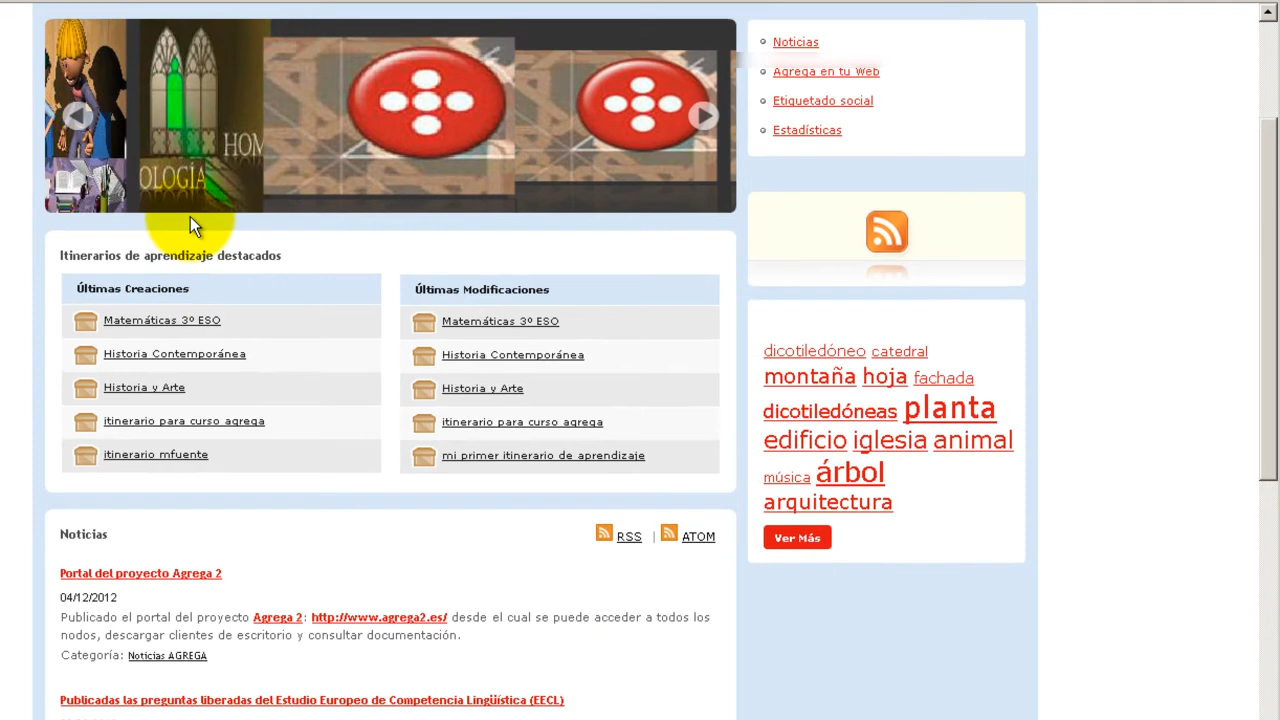 HOM
OLOGÍA
Noticias
Agrega en tu Web
Etiquetado social
Estadísticas
Itinerarios de aprendizaje destacados
Últimas Creaciones
Matemáticas 3º ESO
Historia Contemporánea
Historia y Arte
itinerario para curso agrega
itinerario mfuente
Últimas Modificaciones
Matemáticas 3º ESO
Historia Contemporánea
Historia y Arte
itinerario para curso agrega
mi primer itinerario de aprendizaje
dicotiledóneo catedral
montaña hoja fachada
dicotiledóneas planta
edificio iglesia animal
música árbol
arquitectura
Ver Más
Noticias
RSS | ATOM
Portal del proyecto Agrega 2
04/12/2012
Publicado el portal del proyecto Agrega 2: http://www.agrega2.es/ desde el cual se puede acceder a todos los
nodos, descargar clientes de escritorio y consultar documentación.
Categoría: Noticias AGREGA
Publicadas las preguntas liberadas del Estudio Europeo de Competencia Lingüística (EECL)